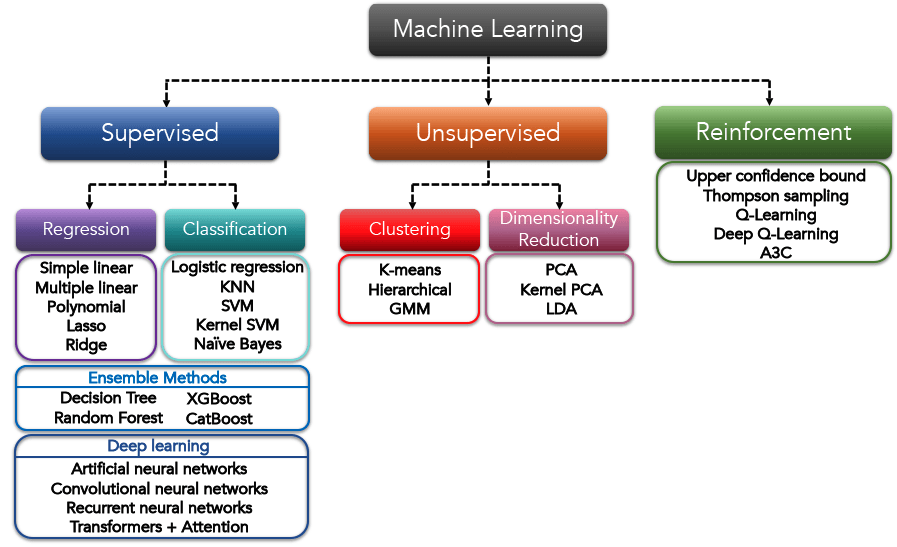 Machine Learning
Supervised
Unsupervised
Reinforcement
Upper confidence bound
Thompson sampling
Q-Learning
Deep Q-Learning
A3C
Regression
Classification
Clustering
Dimensionality
Reduction
Simple linear
Multiple linear
Polynomial
Lasso
Ridge
Logistic regression
KNN
SVM
Kernel SVM
Naïve Bayes
K-means
Hierarchical
GMM
PCA
Kernel PCA
LDA
Ensemble Methods
Decision Tree
XGBoost
Random Forest
CatBoost
Deep learning
Artificial neural networks
Convolutional neural networks
Recurrent neural networks
Transformers + Attention